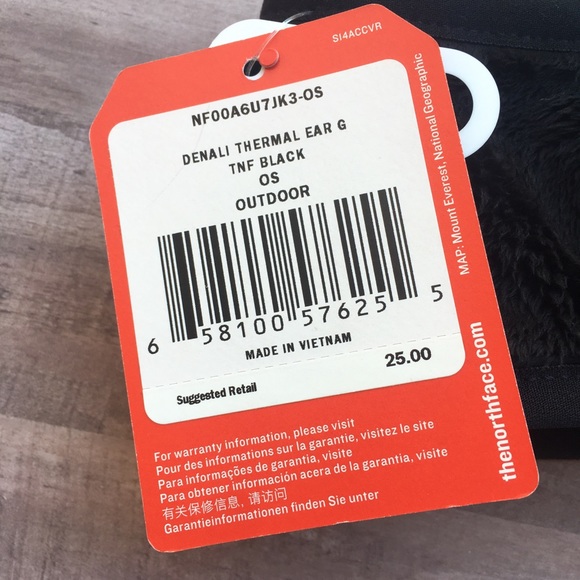 SI4ACCVR
NF00A6U7JK3-OS
DENALI THERMAL EAR G
TNF BLACK
OS
OUTDOOR
6 58100 57625 5
MADE IN VIETNAM
Suggested Retail 25.00
MAP: Mount Everest, National Geographic
thenorthface.com
For warranty information, please visit
Pour des informations sur la garantie, visitez le site
Para informações de garantia, visite
Para obtener información acera de la garantia, visite
有关保修信息, 请访问
Garantieinformationen finden Sie unter